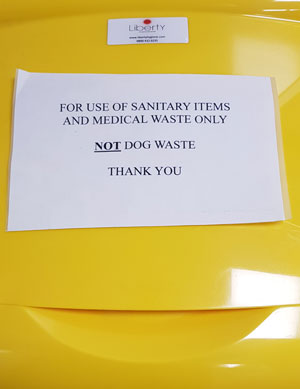 Liberty
FOR USE OF SANITARY ITEMS
AND MEDICAL WASTE ONLY
NOT DOG WASTE
THANK YOU